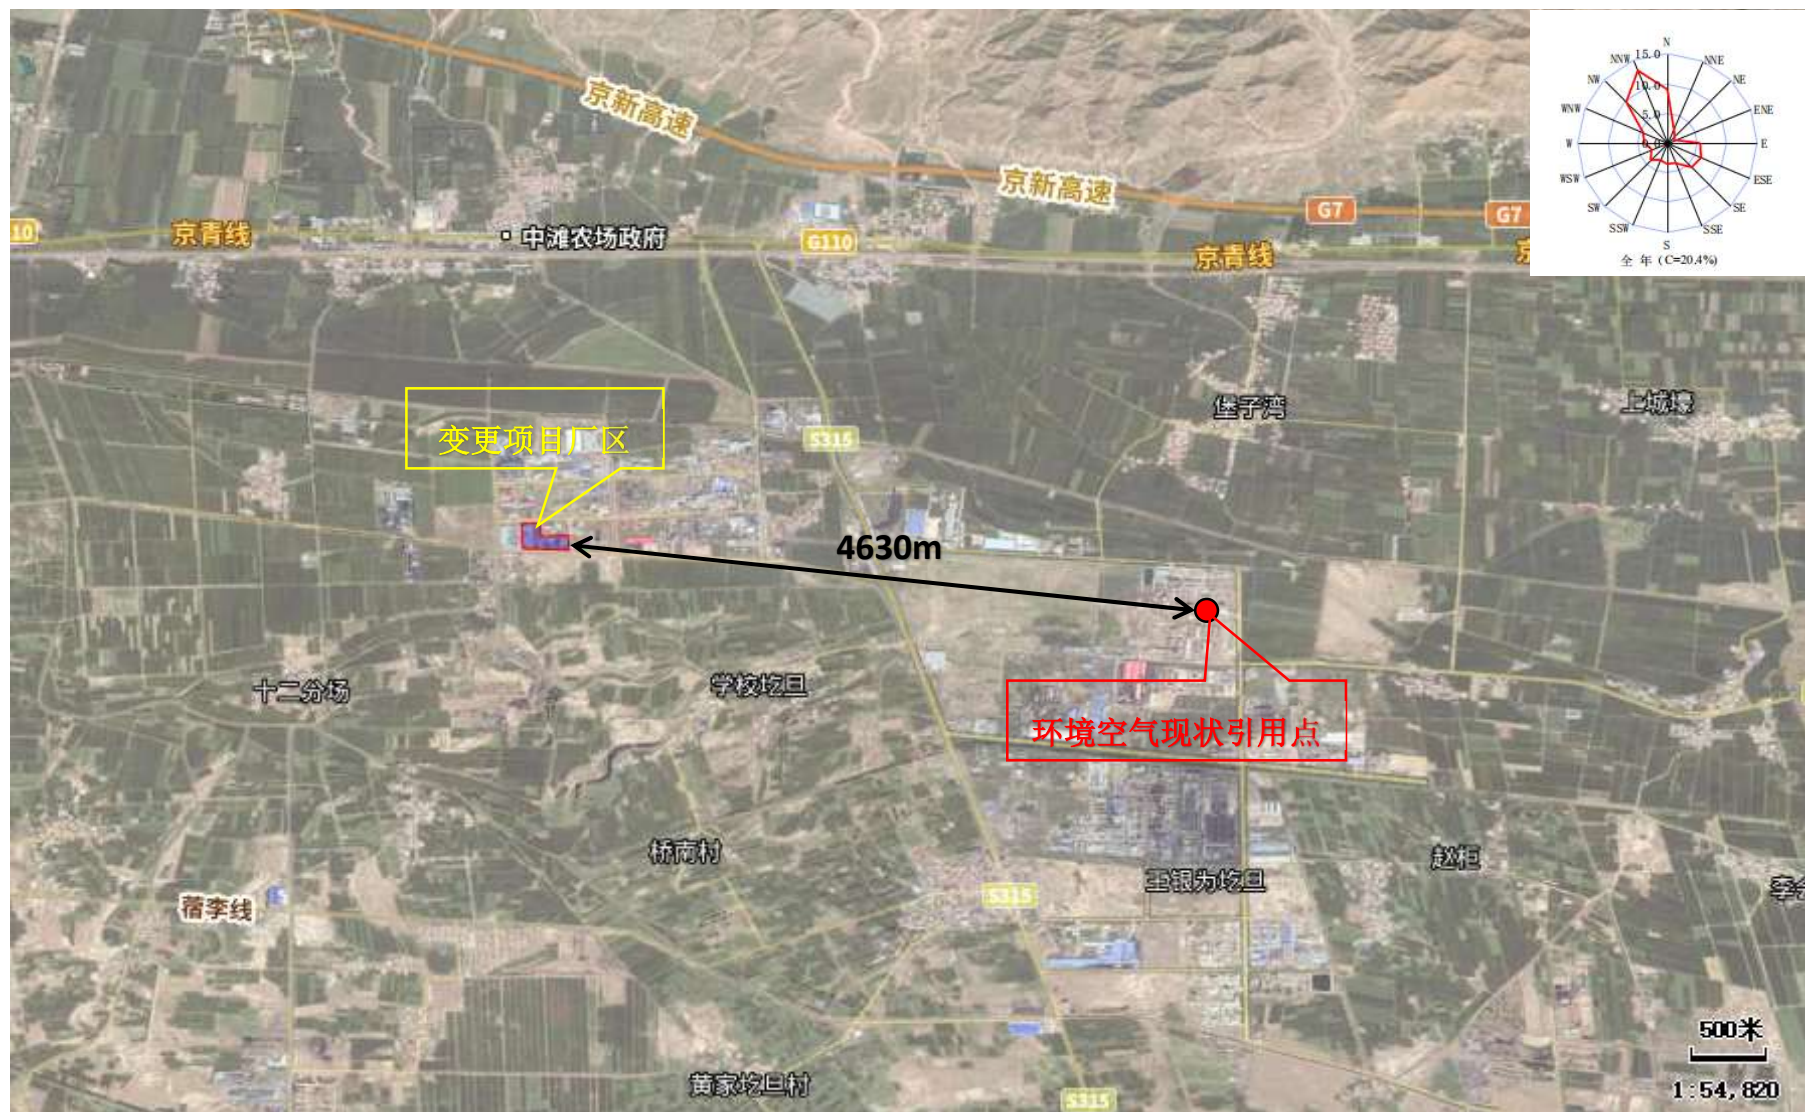 N
NNW
15.0
NNE
NW
NE
10.0
WNW
5.0
ENE
W
0.0
E
WSW
ESE
SW
SE
SSW
SSE
S
全 年 (C=20.4%)
京新高速
京新高速
G7
G7
10
京青线
中滩农场政府
G110
京青线
京
变更项目厂区
S315
堡子湾
上城壕
4630m
十二分场
学校圪旦
环境空气现状引用点
桥南村
赵柜
王银为圪旦
S315
李
蓿李线
500米
黄家圪旦村
S315
1:54,820